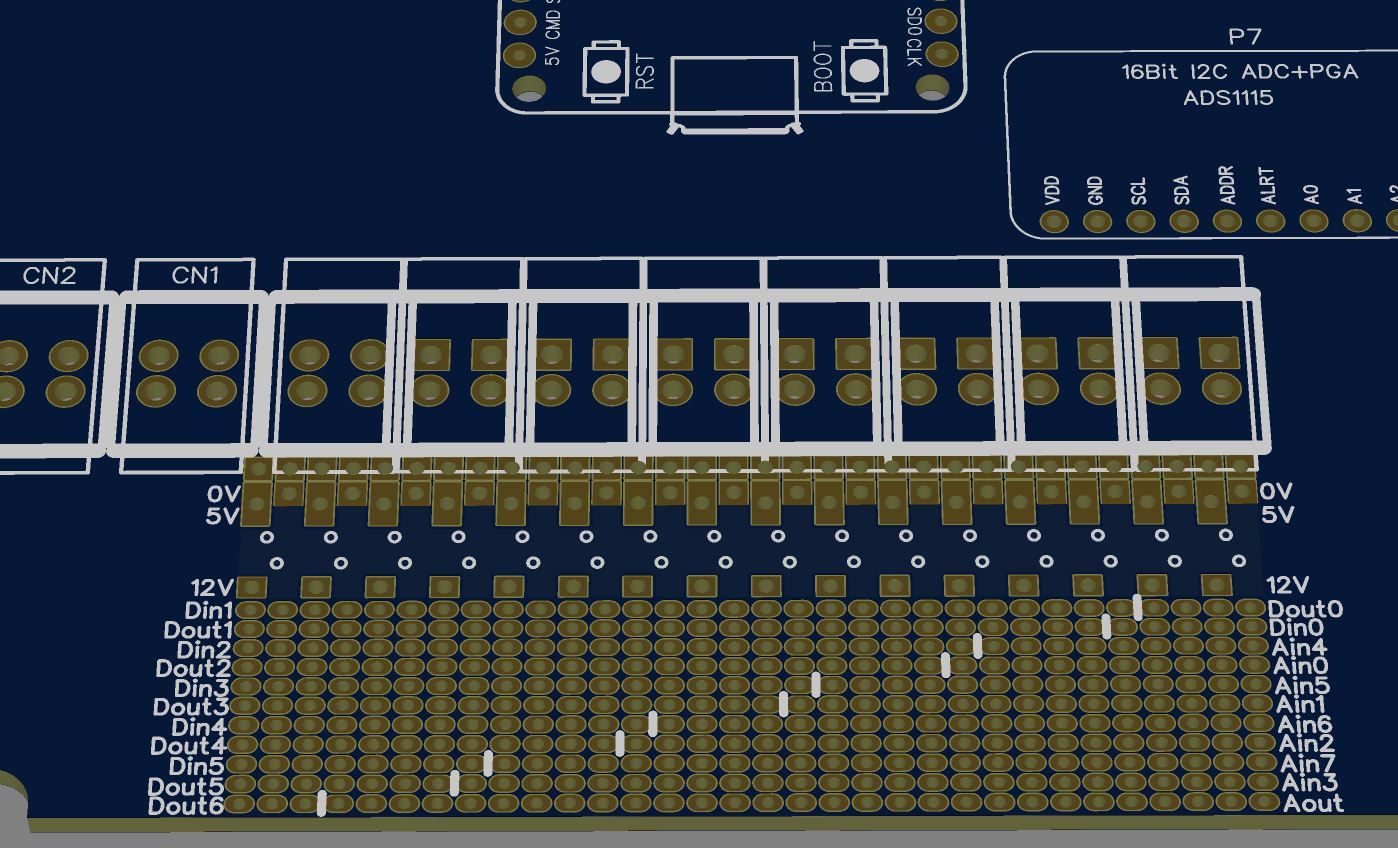 5V CMD
RST
BOOT
SDO CLK
P7
16Bit I2C ADC+PGA
ADS1115
VDD GND SCL SDA ADDR ALRT A0 A1
CN2 CN1
0V 0V
5V 5V
12V 12V
Din1 Dout0
Dout1 Din0
Din2 Ain4
Dout2 Ain0
Din3 Ain5
Dout3 Ain1
Din4 Ain6
Dout4 Ain2
Din5 Ain7
Dout5 Ain3
Dout6 Aout